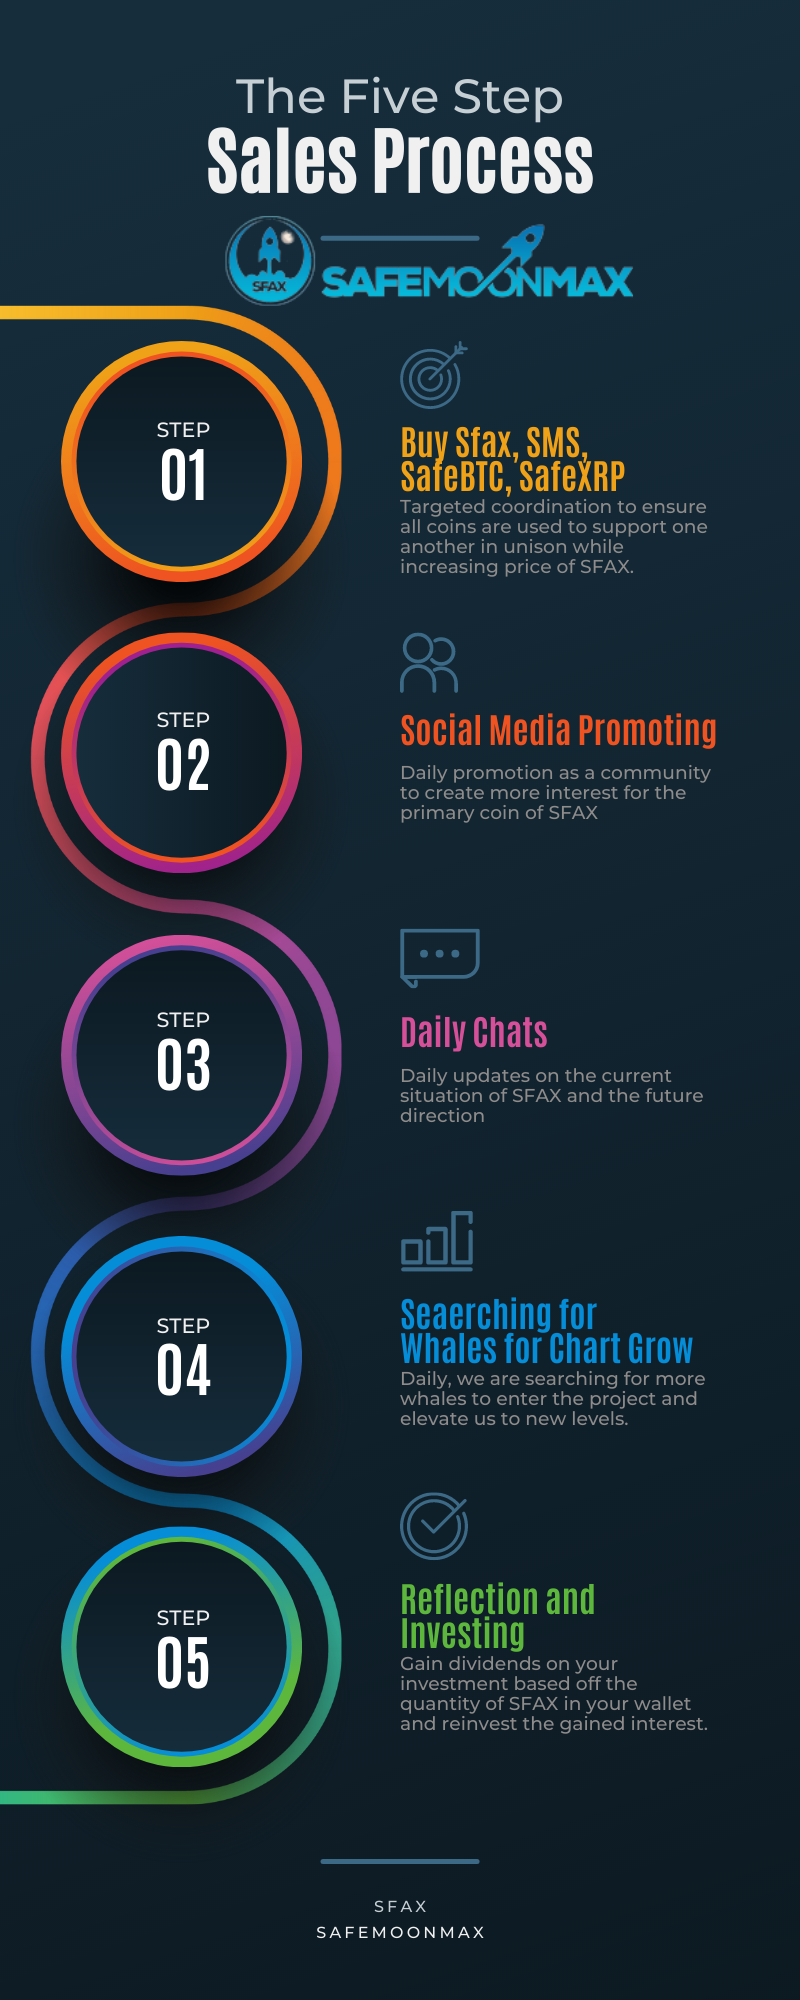 The Five Step
Sales Process
SFAX
SAFEMOONMAX
STEP
01
Buy Sfax, SMS,
SafeBTC, SafeXRP
Targeted coordination to ensure
all coins are used to support one
another in unison while
increasing price of SFAX.
STEP
02
Social Media Promoting
Daily promotion as a community
to create more interest for the
primary coin of SFAX
STEP
03
Daily Chats
Daily updates on the current
situation of SFAX and the future
direction
STEP
04
Seaerching for
Whales for Chart Grow
Daily, we are searching for more
whales to enter the project and
elevate us to new levels.
STEP
05
Reflection and
Investing
Gain dividends on your
investment based off the
quantity of SFAX in your wallet
and reinvest the gained interest.
SFAX
SAFEMOONMAX